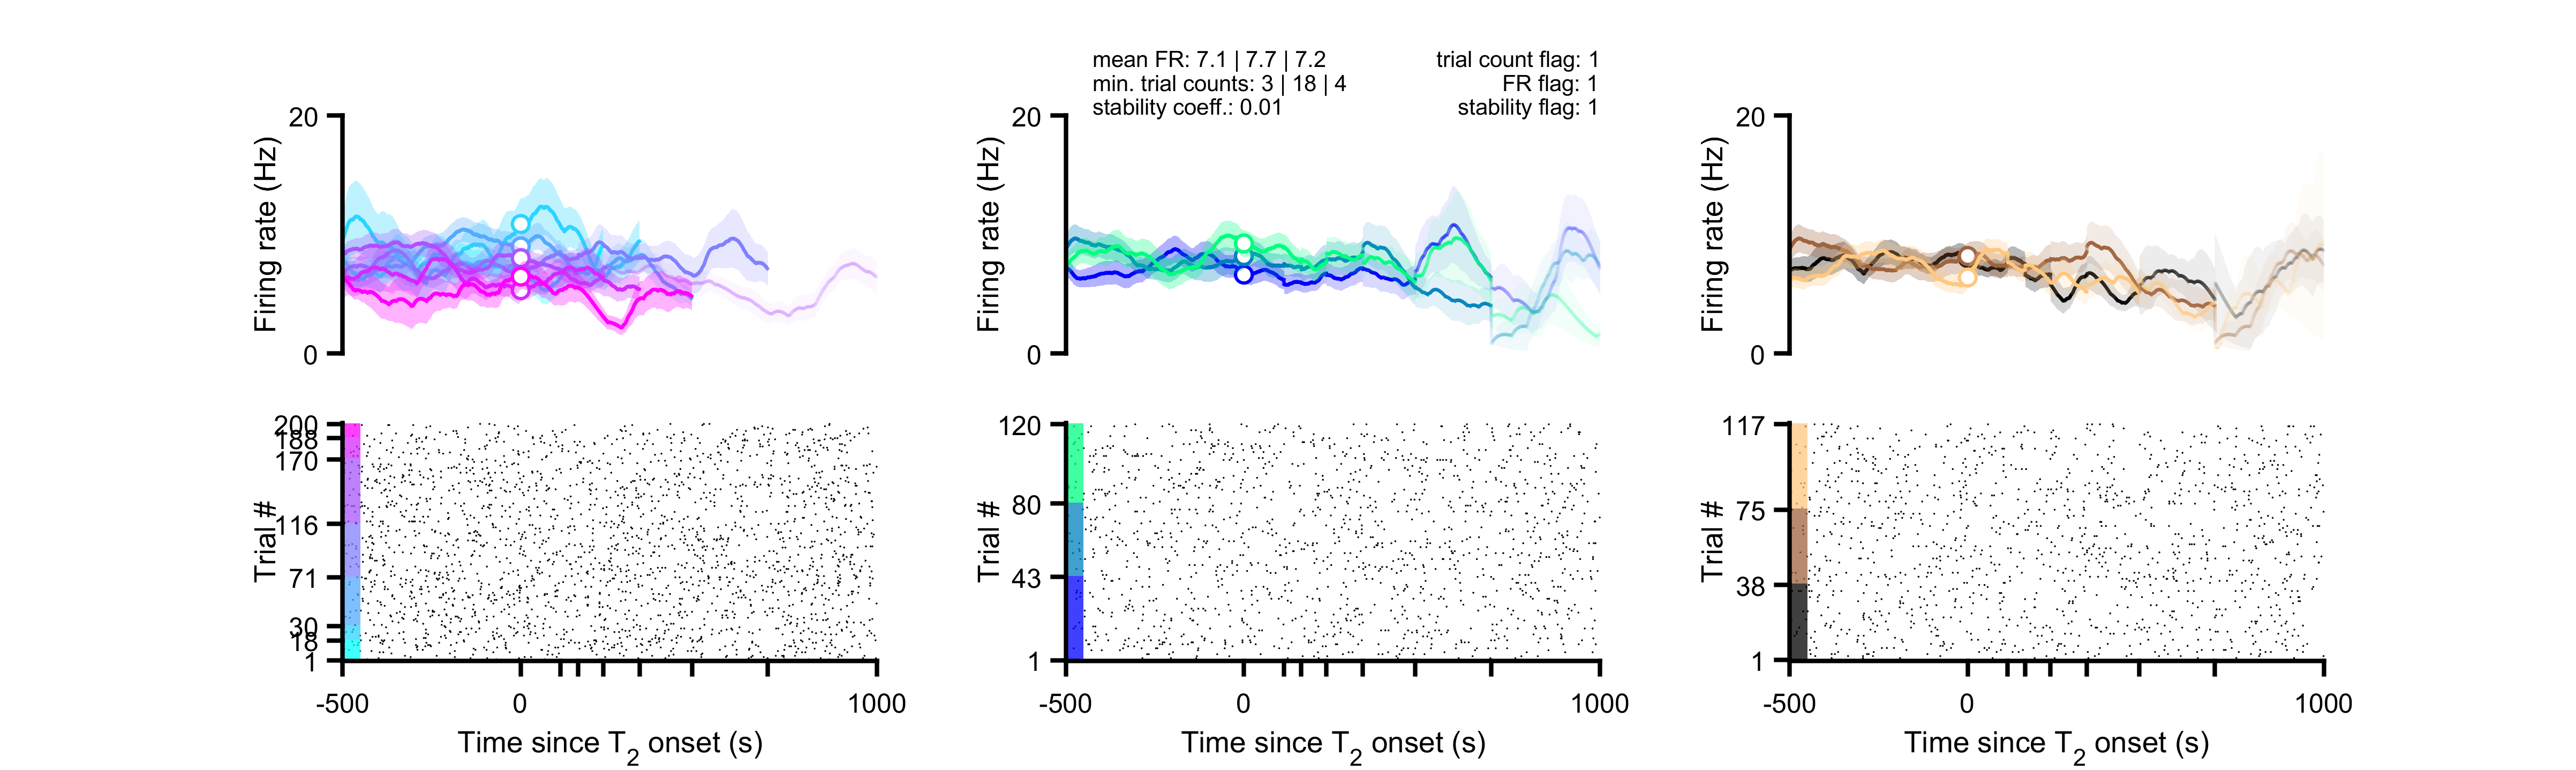 mean FR: 7.1 | 7.7 | 7.2
min. trial counts: 3 | 18 | 4
stability coeff.: 0.01
trial count flag: 1
FR flag: 1
stability flag: 1
20
0
Firing rate (Hz)
20
0
Firing rate (Hz)
20
0
Firing rate (Hz)
200
188
170
116
71
30
18
1
Trial #
-500
0
1000
Time since T2 onset (s)
120
80
43
1
Trial #
-500
0
1000
Time since T2 onset (s)
117
75
38
1
Trial #
-500
0
1000
Time since T2 onset (s)